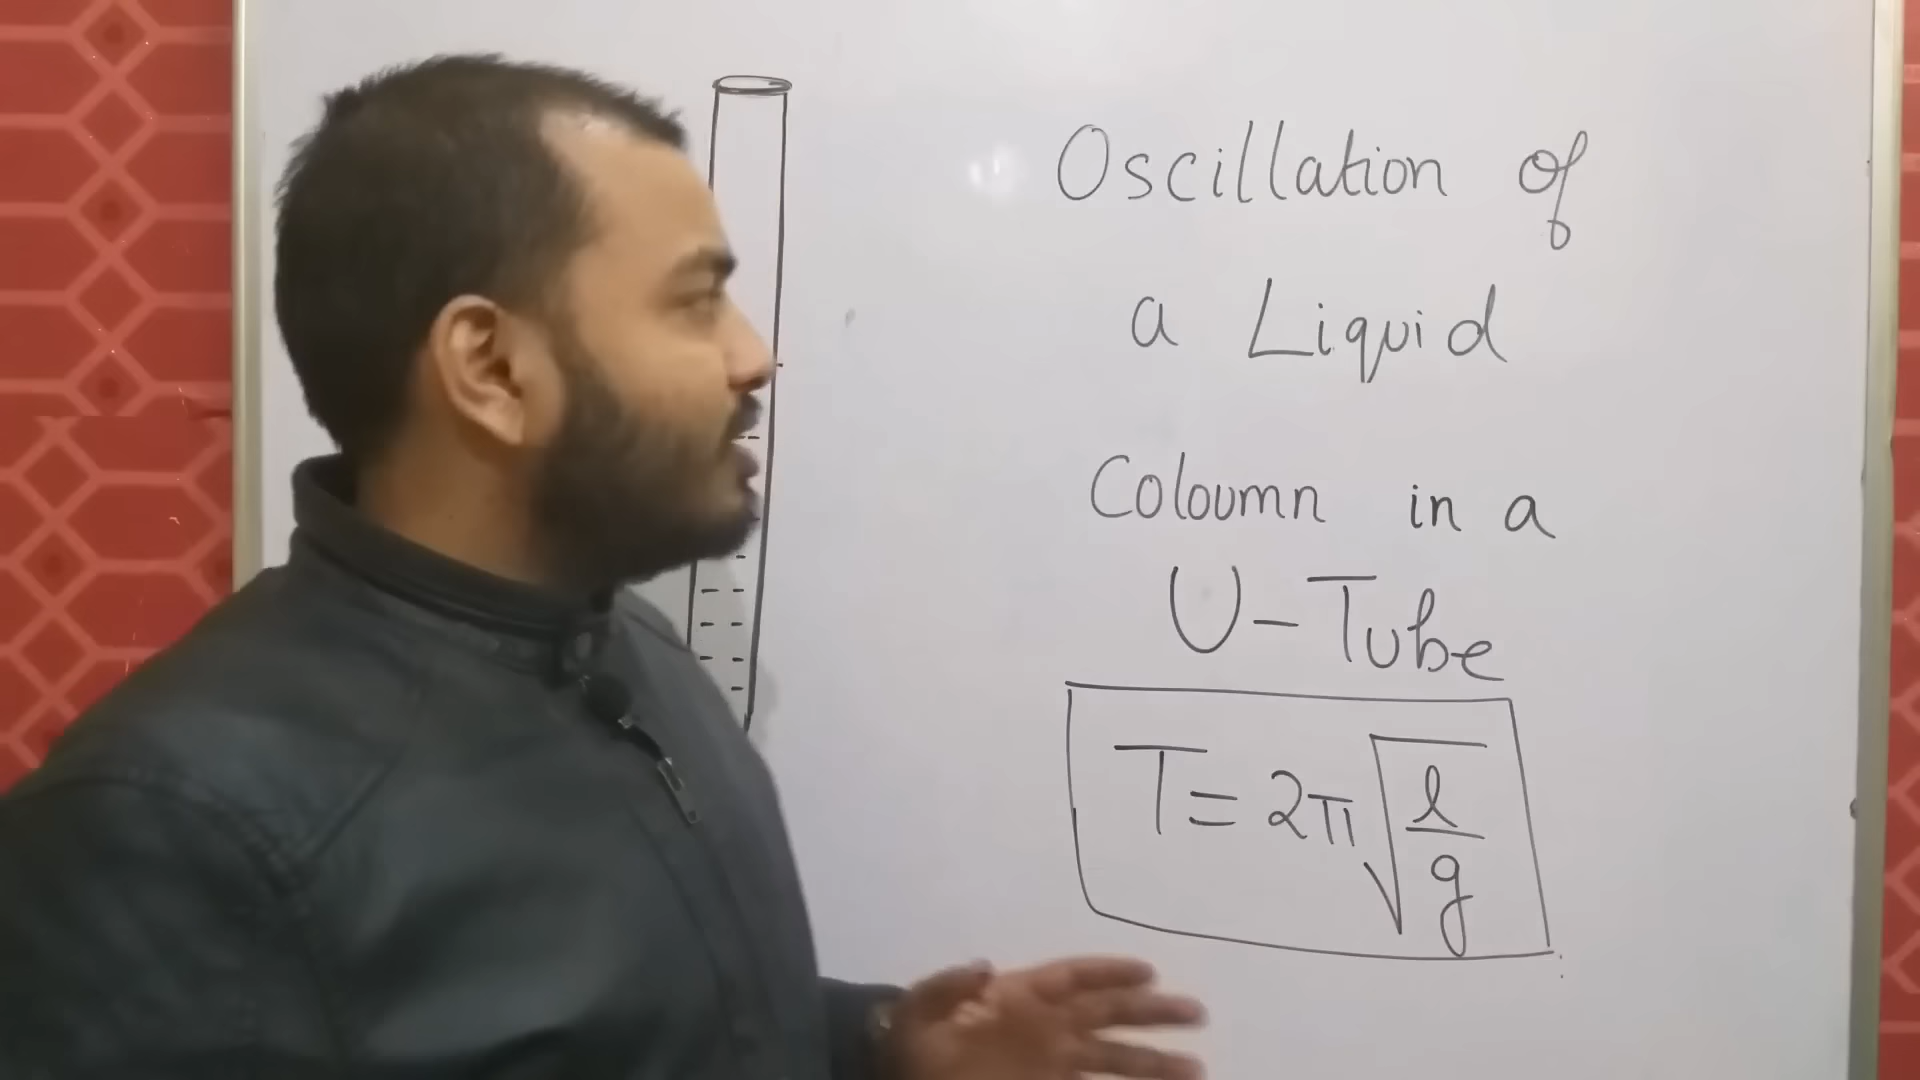 Oscillation of
a Liquid
Coloumn in a
U-Tube
T = 2π√(l/g)